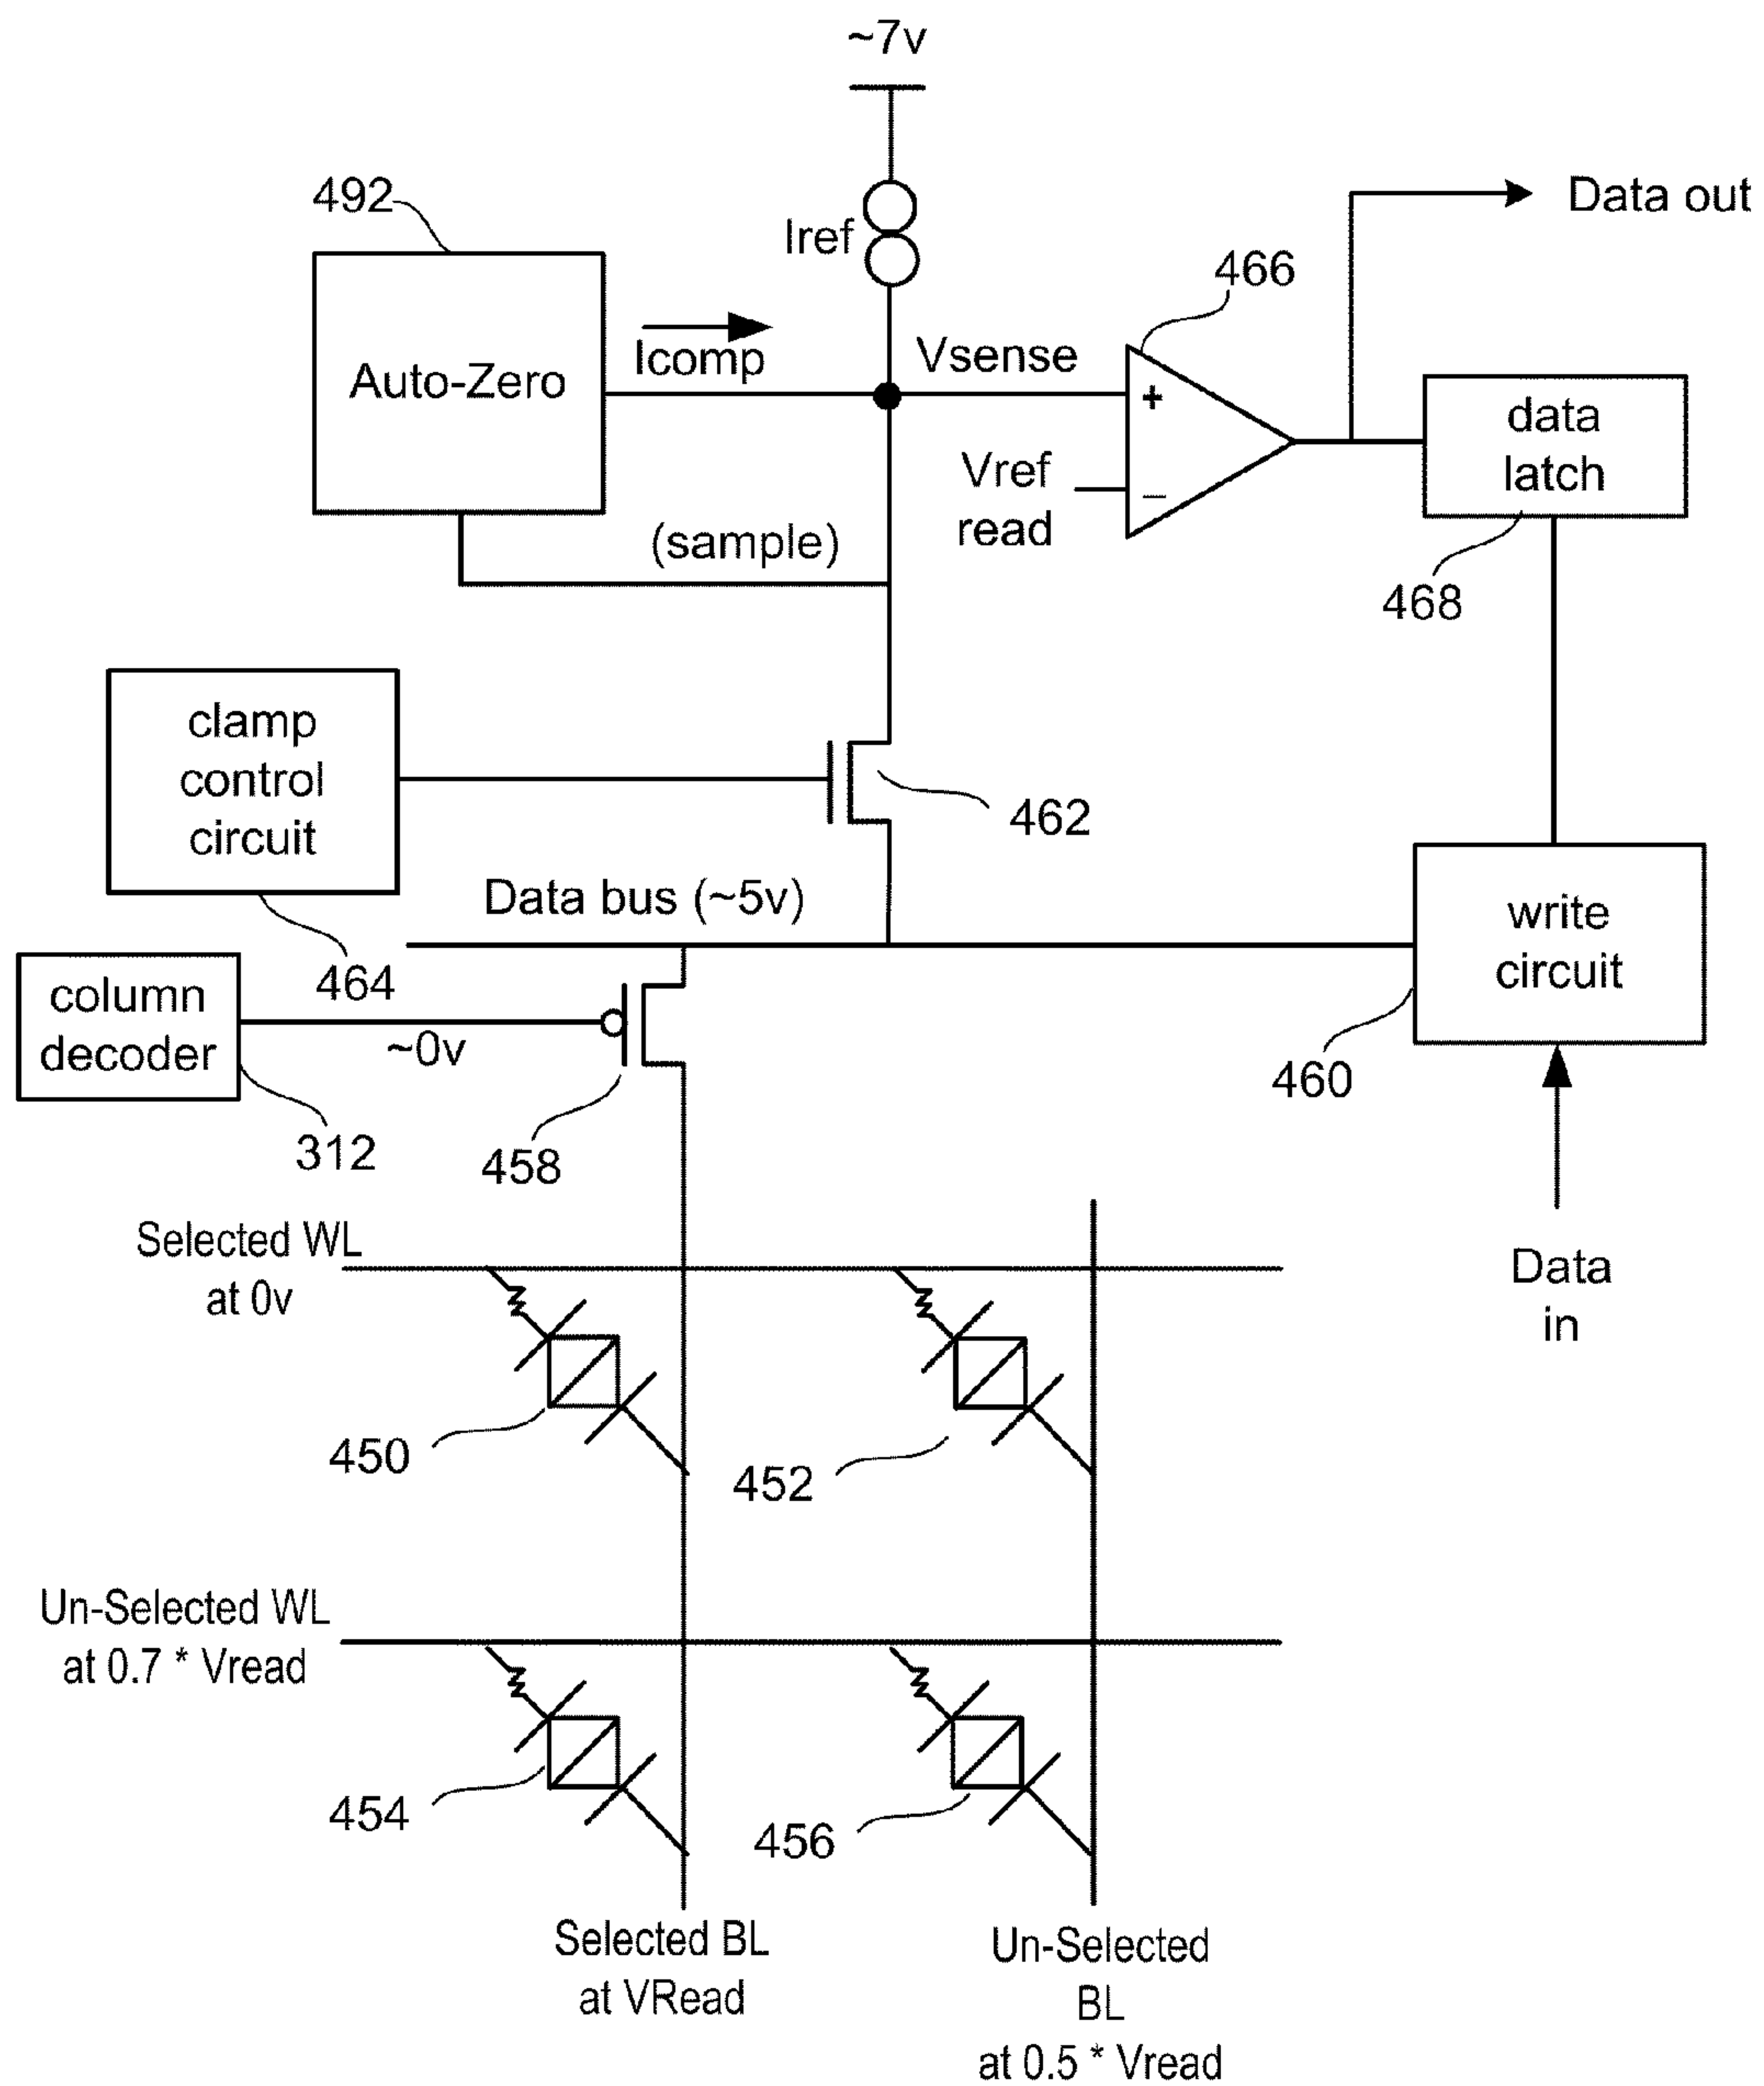 ~7v
492
Iref
Data out
466
Auto-Zero
Icomp
Vsense
+
data
latch
Vref
read
−
(sample)
468
clamp
control
circuit
462
Data bus (~5v)
write
circuit
464
column
decoder
~0v
460
312
458
Selected WL
at 0v
Data
in
450
452
Un-Selected WL
at 0.7 * Vread
454
456
Selected BL
at VRead
Un-Selected
BL
at 0.5 * Vread